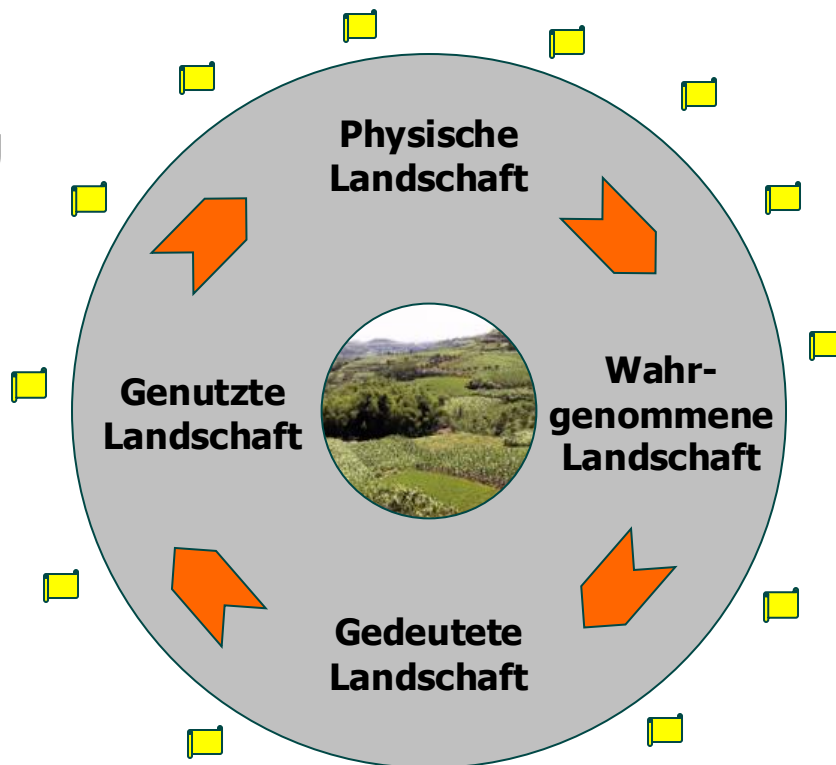 Physische
Landschaft
Wahr-
genommene
Landschaft
Gedeutete
Landschaft
Genutzte
Landschaft